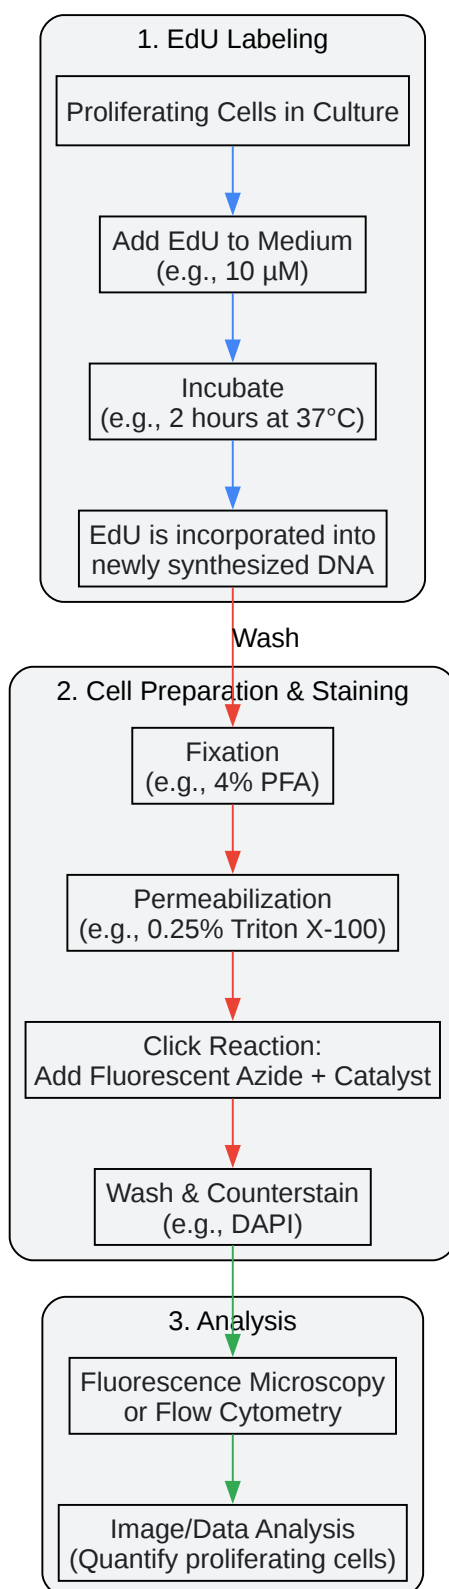 1. EdU Labeling
Proliferating Cells in Culture
Add EdU to Medium
(e.g., 10 µM)
Incubate
(e.g., 2 hours at 37°C)
EdU is incorporated into
newly synthesized DNA
Wash
2. Cell Preparation & Staining
Fixation
(e.g., 4% PFA)
Permeabilization
(e.g., 0.25% Triton X-100)
Click Reaction:
Add Fluorescent Azide + Catalyst
Wash & Counterstain
(e.g., DAPI)
3. Analysis
Fluorescence Microscopy
or Flow Cytometry
Image/Data Analysis
(Quantify proliferating cells)